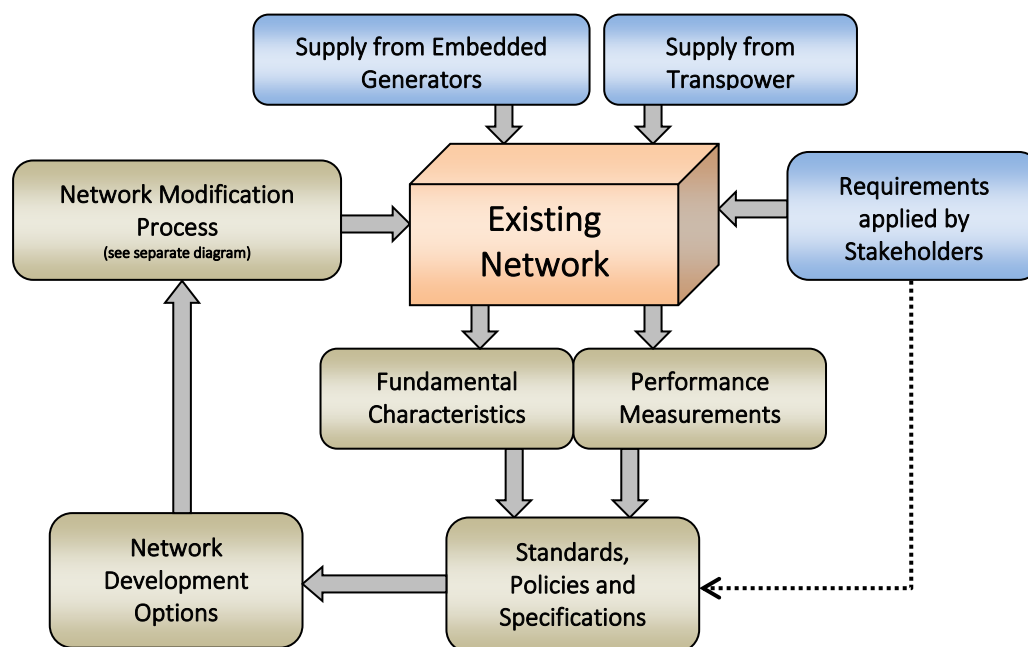 Supply from Embedded
Generators
Supply from
Transpower
Network Modification
Process
(see separate diagram)
Existing
Network
Requirements
applied by
Stakeholders
Fundamental
Characteristics
Performance
Measurements
Network
Development
Options
Standards,
Policies and
Specifications